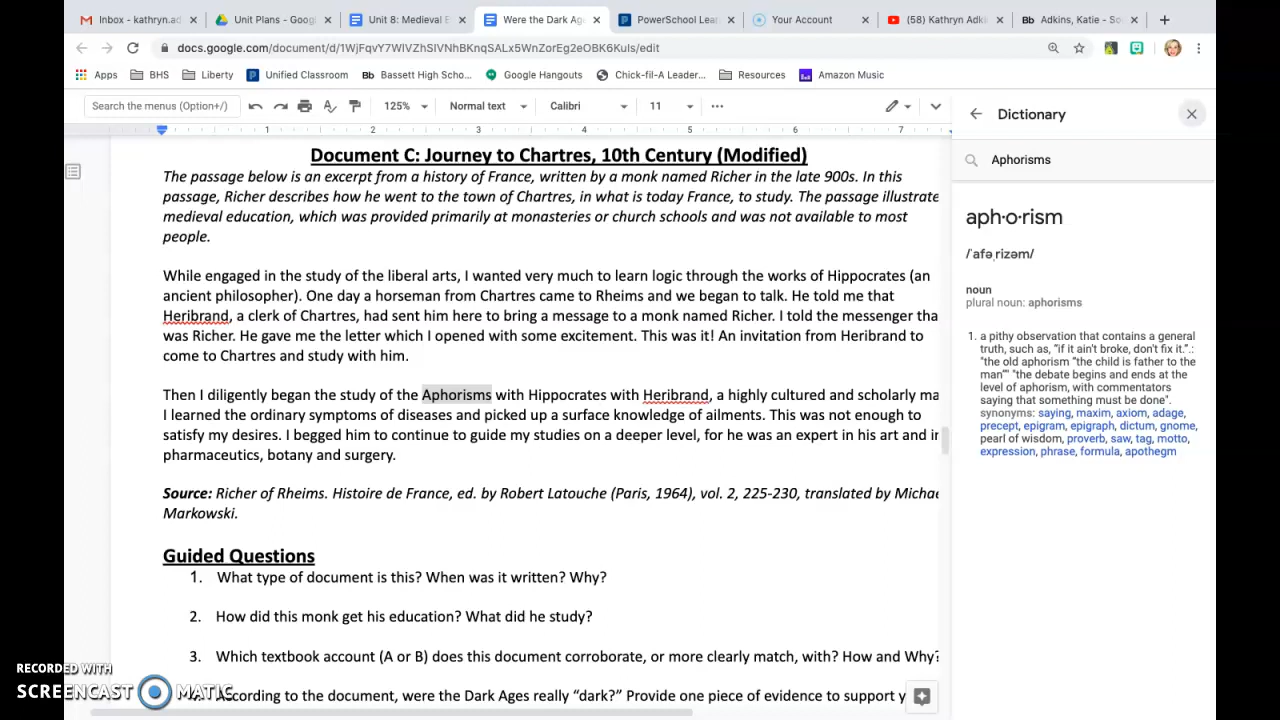 Inbox - kathryn.ad
Unit Plans - Googl
Unit 8: Medieval E
Were the Dark Age
PowerSchool Lear
Your Account
(58) Kathryn Adki
Bb Adkins, Katie – So
docs.google.com/document/d/1WjFqvY7WIVZhSIVNhBKnqSALx5WnZorEg2eOBK6KuIs/edit
Apps BHS Liberty Unified Classroom Bb Bassett High Scho... Google Hangouts Chick-fil-A Leader... Resources Amazon Music
Search the menus (Option+/) 125% Normal text Calibri 11
1 2 3 4 5 6 7
Document C: Journey to Chartres, 10th Century (Modified)
The passage below is an excerpt from a history of France, written by a monk named Richer in the late 900s. In this
passage, Richer describes how he went to the town of Chartres, in what is today France, to study. The passage illustrate
medieval education, which was provided primarily at monasteries or church schools and was not available to most
people.
While engaged in the study of the liberal arts, I wanted very much to learn logic through the works of Hippocrates (an
ancient philosopher). One day a horseman from Chartres came to Rheims and we began to talk. He told me that
Heribrand, a clerk of Chartres, had sent him here to bring a message to a monk named Richer. I told the messenger tha
was Richer. He gave me the letter which I opened with some excitement. This was it! An invitation from Heribrand to
come to Chartres and study with him.
Then I diligently began the study of the Aphorisms with Hippocrates with Heribrand, a highly cultured and scholarly ma
I learned the ordinary symptoms of diseases and picked up a surface knowledge of ailments. This was not enough to
satisfy my desires. I begged him to continue to guide my studies on a deeper level, for he was an expert in his art and in
pharmaceutics, botany and surgery.
Source: Richer of Rheims. Histoire de France, ed. by Robert Latouche (Paris, 1964), vol. 2, 225-230, translated by Michae
Markowski.
Guided Questions
1. What type of document is this? When was it written? Why?
2. How did this monk get his education? What did he study?
3. Which textbook account (A or B) does this document corroborate, or more clearly match, with? How and Why?
According to the document, were the Dark Ages really “dark?” Provide one piece of evidence to support y
Dictionary
Aphorisms
aph·o·rism
/ˈafəˌrizəm/
noun
plural noun: aphorisms
1. a pithy observation that contains a general
truth, such as, “if it ain't broke, don't fix it.”.:
"the old aphorism “the child is father to the
man”" "the debate begins and ends at the
level of aphorism, with commentators
saying that something must be done".
synonyms: saying, maxim, axiom, adage,
precept, epigram, epigraph, dictum, gnome,
pearl of wisdom, proverb, saw, tag, motto,
expression, phrase, formula, apothegm
RECORDED WITH
SCREENCAST MATIC